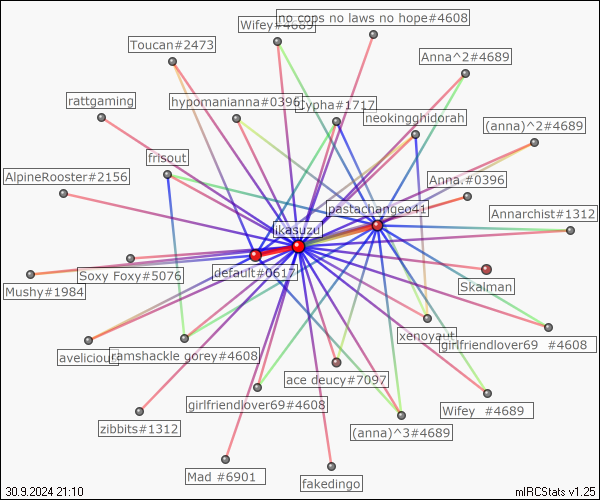 no cops no laws no hope#4608
Wifey#4689
Toucan#2473
Anna^2#4689
rattgaming
hypomanianna#0396
Cypha#1717
neokingghidorah
(anna)^2#4689
frisout
AlpineRooster#2156
Anna.#0396
pastachangeo41
Annarchist#1312
likasuzu
default#0617
Soxy Foxy#5076
Mushy#1984
Skalman
xenoyaut
girlfriendlover69 #4608
avelicious
ramshackle gorey#4608
ace deucy#7097
girlfriendlover69#4608
Wifey #4689
zibbits#1312
(anna)^3#4689
Mad #6901
fakedingo
30.9.2024 21:10
mIRCStats v1.25